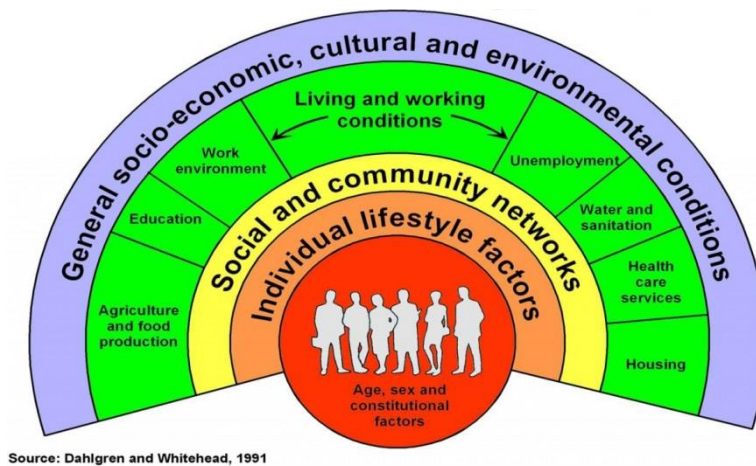 General socio-economic, cultural and environmental conditions
Living and working
conditions
Work
environment
Unemployment
Education
Water and
sanitation
Agriculture
and food
production
Health
care
services
Housing
Social and community networks
Individual lifestyle factors
Age, sex and
constitutional
factors
Source: Dahlgren and Whitehead, 1991